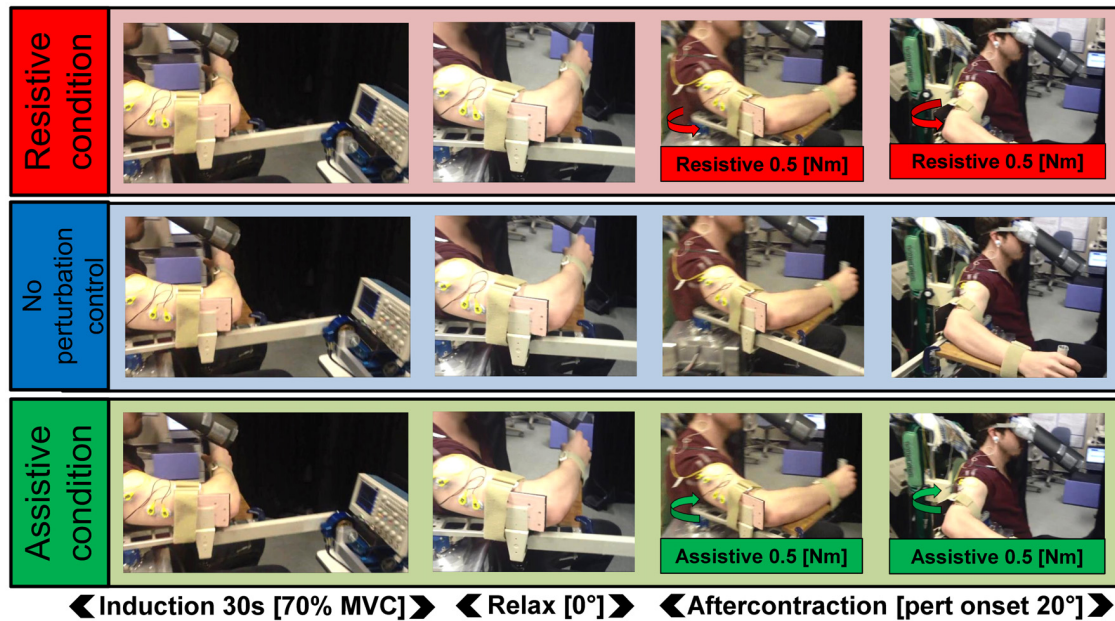 Resistive
condition
Resistive 0.5 [Nm]
Resistive 0.5 [Nm]
No
perturbation
control
Assistive
condition
Assistive 0.5 [Nm]
Assistive 0.5 [Nm]
Induction 30s [70% MVC]
Relax [0°]
Aftercontraction [pert onset 20°]